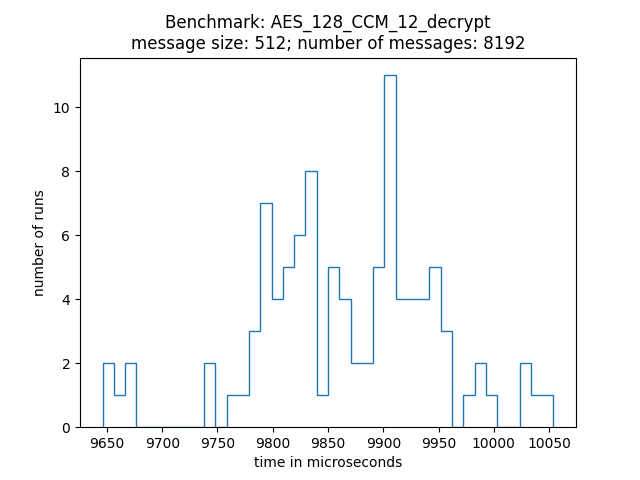 Benchmark: AES_128_CCM_12_decrypt
message size: 512; number of messages: 8192
number of runs
10
8
6
4
2
0
9650 9700 9750 9800 9850 9900 9950 10000 10050
time in microseconds